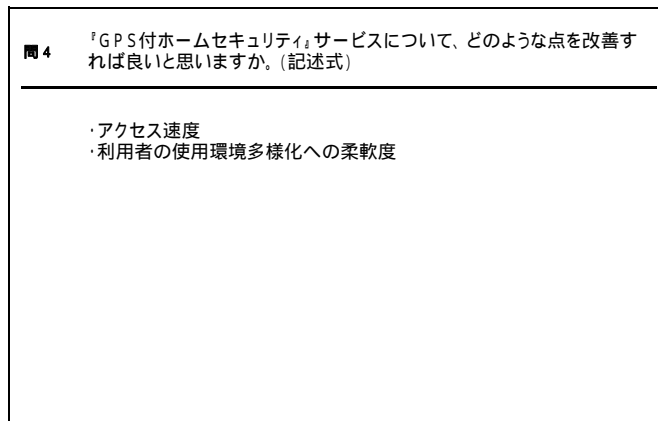 問4
『GPS付ホームセキュリティ』サービスについて、どのような点を改善す
れば良いと思いますか。(記述式)
・アクセス速度
・利用者の使用環境多様化への柔軟度